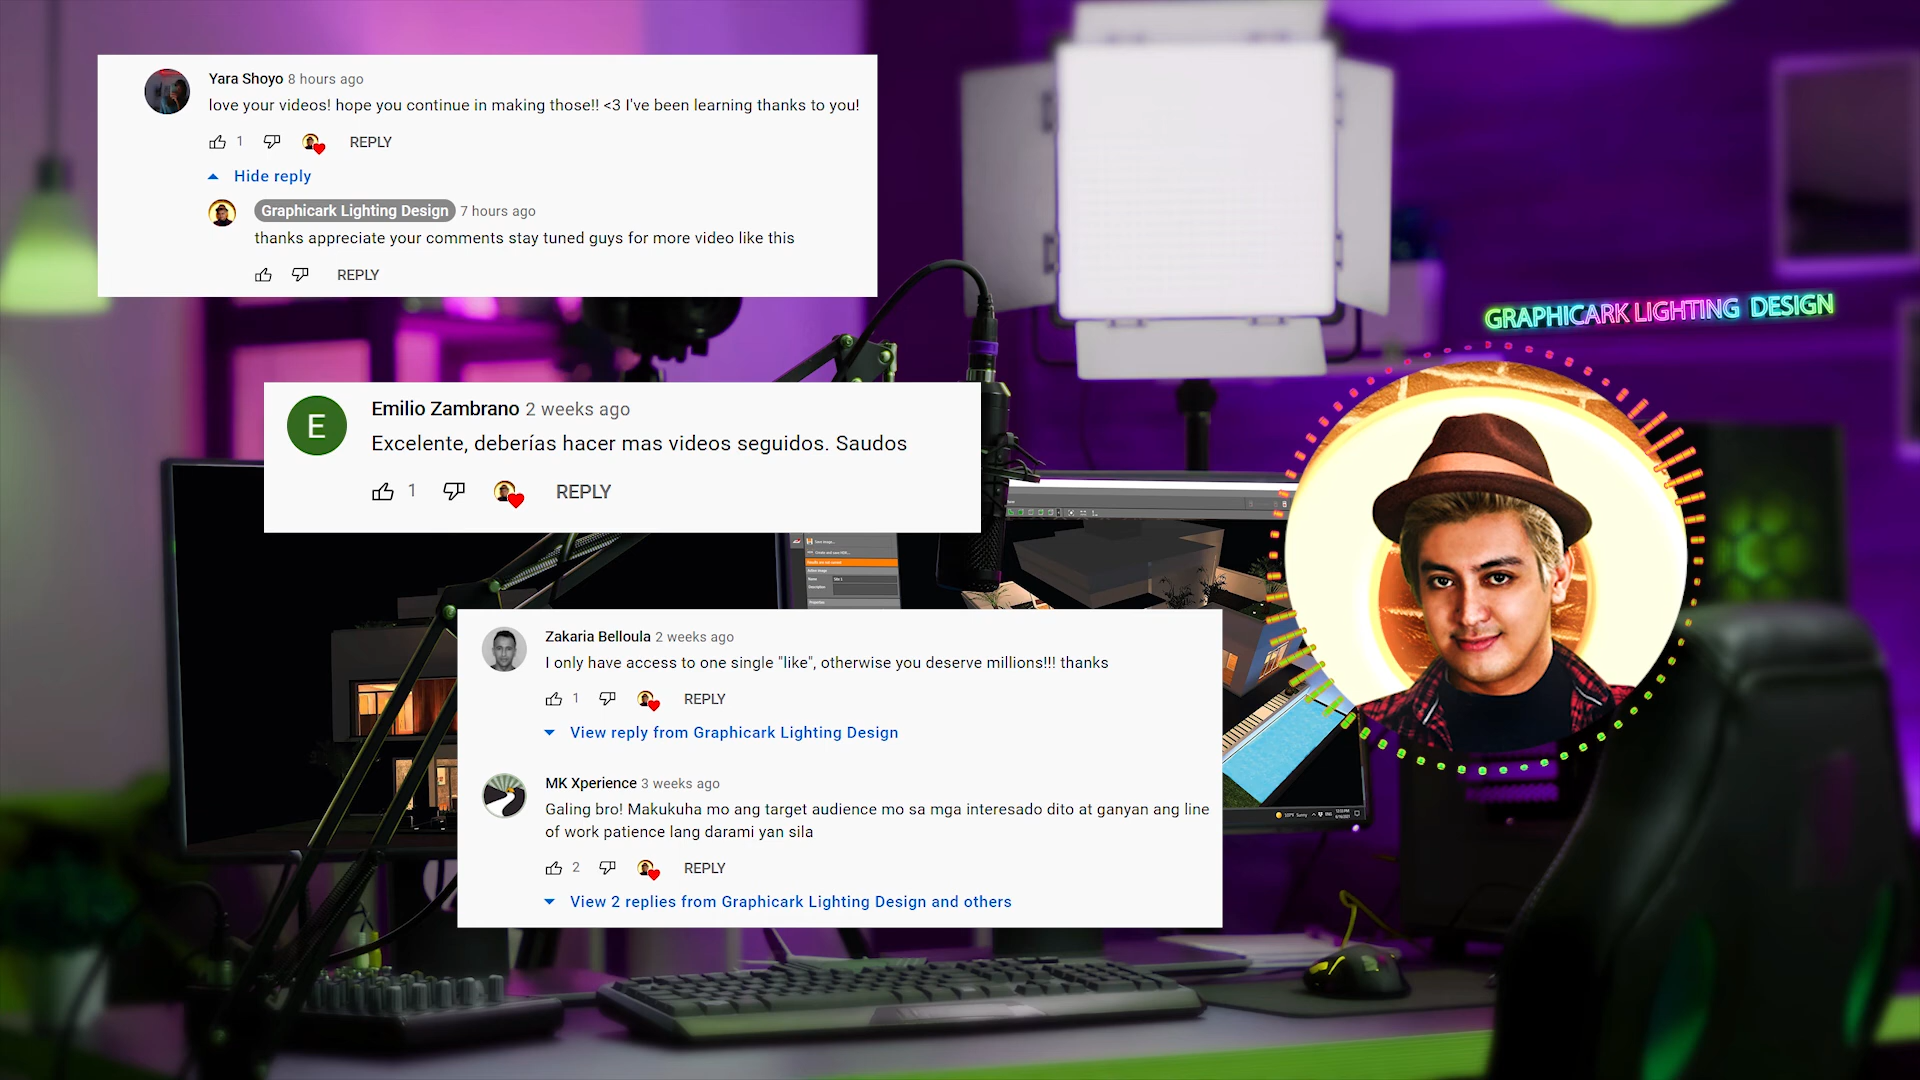 Yara Shoyo 8 hours ago
love your videos! hope you continue in making those!! <3 I've been learning thanks to you!
1 REPLY
Hide reply
Graphicark Lighting Design 7 hours ago
thanks appreciate your comments stay tuned guys for more video like this
REPLY
GRAPHICARK LIGHTING DESIGN
E
Emilio Zambrano 2 weeks ago
Excelente, deberías hacer mas videos seguidos. Saudos
1 REPLY
Zakaria Belloula 2 weeks ago
I only have access to one single "like", otherwise you deserve millions!!! thanks
1 REPLY
View reply from Graphicark Lighting Design
MK Xperience 3 weeks ago
Galing bro! Makukuha mo ang target audience mo sa mga interesado dito at ganyan ang line
of work patience lang darami yan sila
2 REPLY
View 2 replies from Graphicark Lighting Design and others